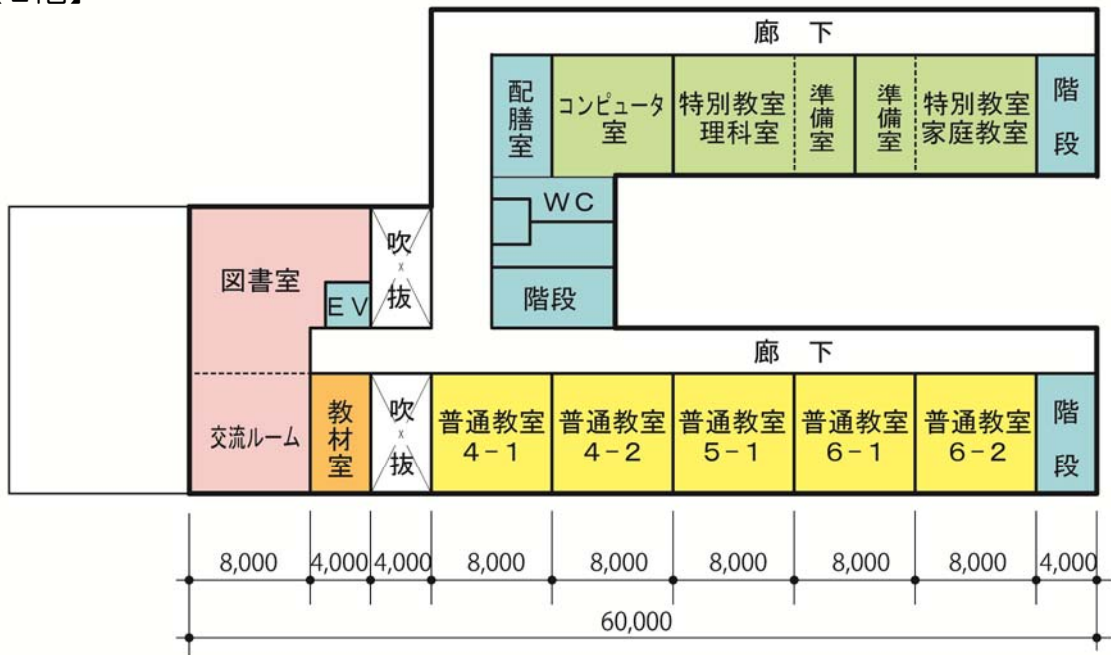 廊 下
配膳室
コンピュータ
室
特別教室
理科室
準備室
準備室
特別教室
家庭教室
階段
WC
吹抜
図書室
EV
階段
廊 下
交流ルーム
教材室
吹抜
普通教室
4-1
普通教室
4-2
普通教室
5-1
普通教室
6-1
普通教室
6-2
階段
8,000
4,000
4,000
8,000
8,000
8,000
8,000
8,000
4,000
60,000